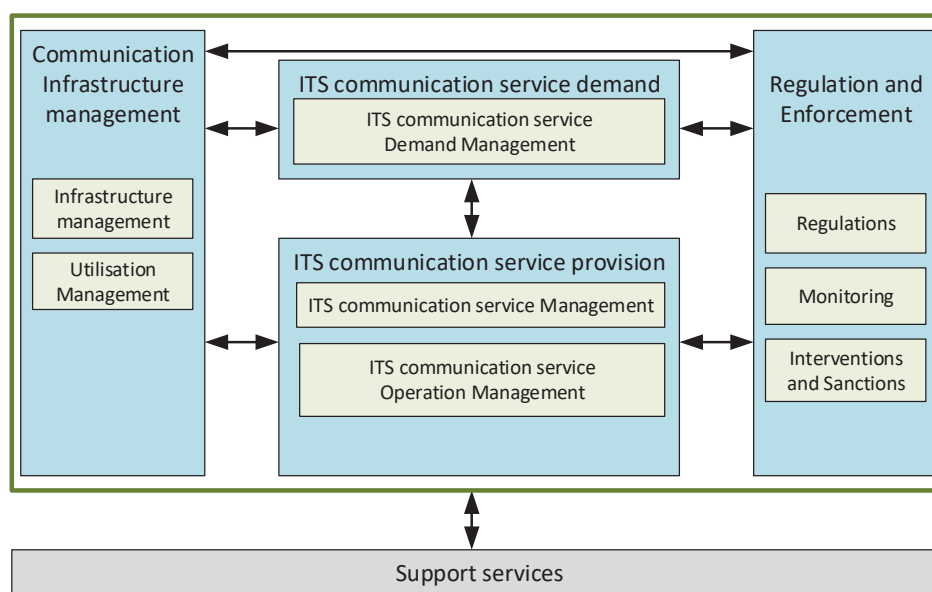 Communication
Infrastructure
management
Infrastructure
management
Utilisation
Management
ITS communication service demand
ITS communication service
Demand Management
ITS communication service provision
ITS communication service Management
ITS communication service
Operation Management
Regulation and
Enforcement
Regulations
Monitoring
Interventions
and Sanctions
Support services